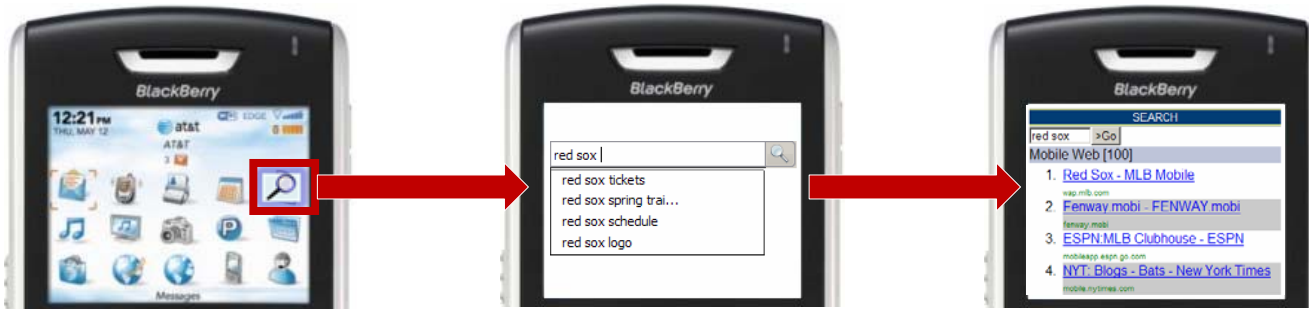 BlackBerry
12:21 PM
THU, MAY 12
at&t
EDGE
0
AT&T
3
Messages
BlackBerry
red sox
red sox tickets
red sox spring trai...
red sox schedule
red sox logo
BlackBerry
SEARCH
red sox >Go
Mobile Web [100]
1. Red Sox - MLB Mobile
wap.mlb.com
2. Fenway.mobi - FENWAY.mobi
fenway.mobi
3. ESPN:MLB Clubhouse - ESPN
mobileapp.espn.go.com
4. NYT: Blogs - Bats - New York Times
mobile.nytimes.com